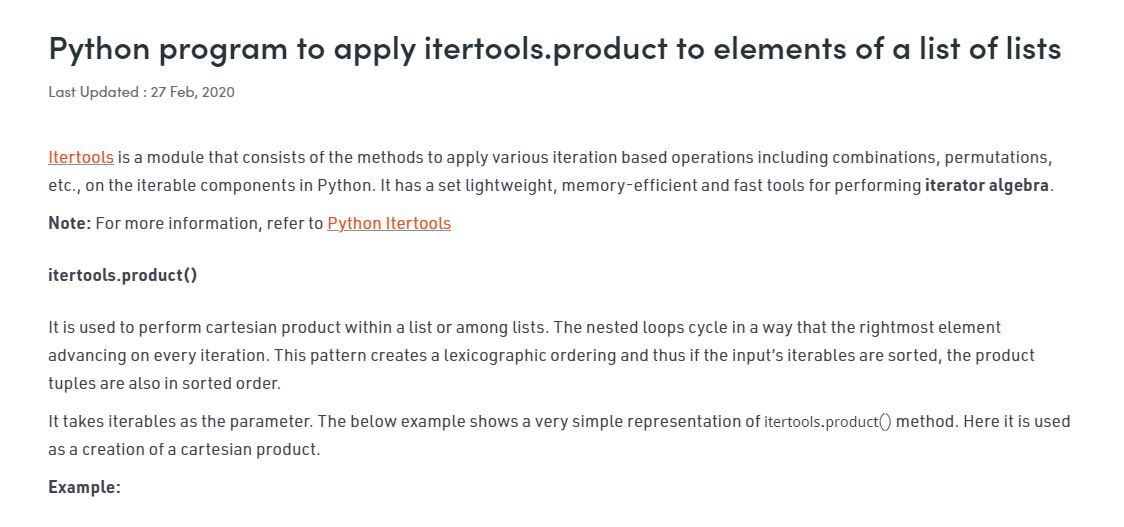 Python program to apply itertools.product to elements of a list of lists
Last Updated : 27 Feb, 2020
Itertools is a module that consists of the methods to apply various iteration based operations including combinations, permutations,
etc., on the iterable components in Python. It has a set lightweight, memory-efficient and fast tools for performing iterator algebra.
Note: For more information, refer to Python Itertools
itertools.product()
It is used to perform cartesian product within a list or among lists. The nested loops cycle in a way that the rightmost element
advancing on every iteration. This pattern creates a lexicographic ordering and thus if the input’s iterables are sorted, the product
tuples are also in sorted order.
It takes iterables as the parameter. The below example shows a very simple representation of itertools.product() method. Here it is used
as a creation of a cartesian product.
Example: